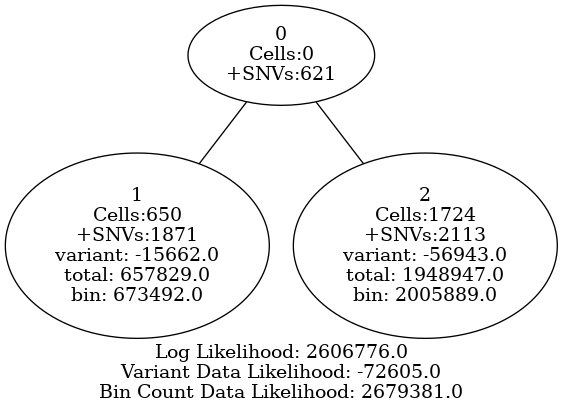 0
Cells:0
+SNVs:621
1
Cells:650
+SNVs:1871
variant: -15662.0
total: 657829.0
bin: 673492.0
2
Cells:1724
+SNVs:2113
variant: -56943.0
total: 1948947.0
bin: 2005889.0
Log Likelihood: 2606776.0
Variant Data Likelihood: -72605.0
Bin Count Data Likelihood: 2679381.0